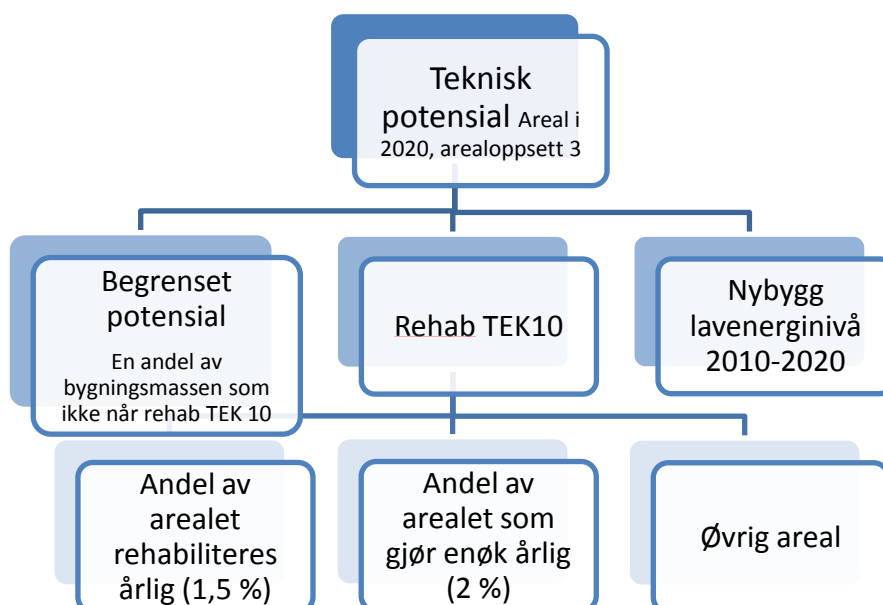 Teknisk
potensial Areal i
2020, arealoppsett 3
Begrenset
potensial
En andel av
bygningsmassen som
ikke når rehab TEK 10
Rehab TEK10
Nybygg
lavenerginivå
2010-2020
Andel av
arealet
rehabiliteres
årlig (1,5 %)
Andel av
arealet som
gjør enøk årlig
(2 %)
Øvrig areal